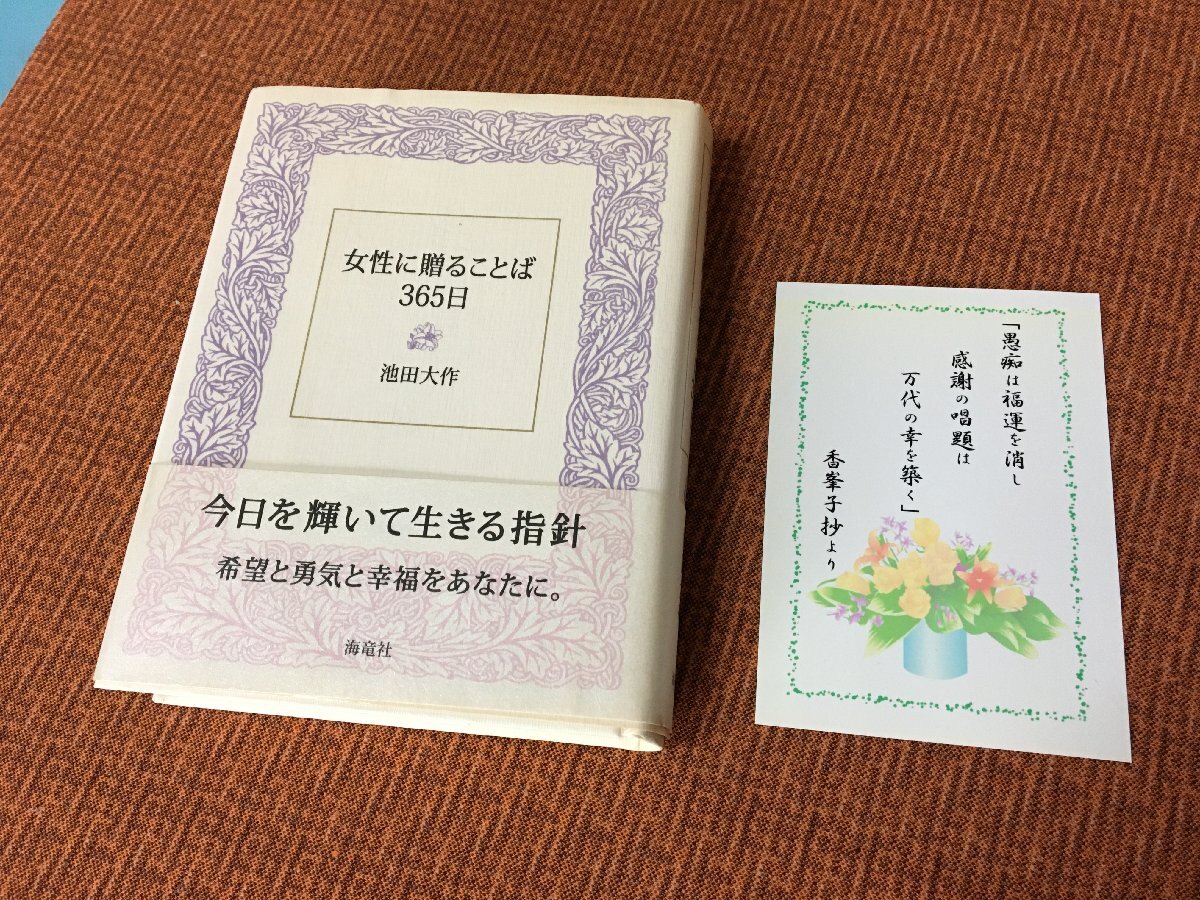 女性に贈ることば
365日
池田大作
今日を輝いて生きる指針
希望と勇気と幸福をあなたに。
海竜社
「愚痴は福運を消し
感謝の唱題は
万代の幸を築く」
香峯子抄より